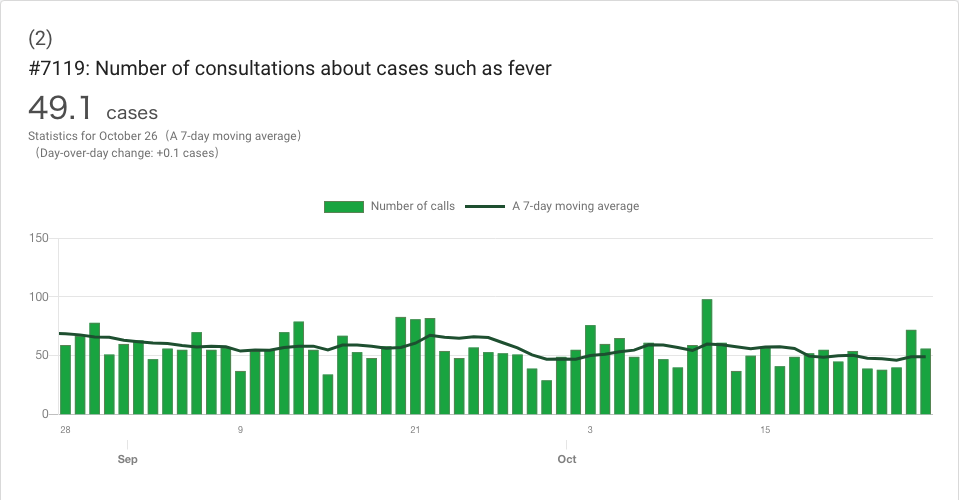 (2)
#7119: Number of consultations about cases such as fever
49.1 cases
Statistics for October 26 (A 7-day moving average)
(Day-over-day change: +0.1 cases)
Number of calls A 7-day moving average
150
100
50
0
28 9 21 3 15
Sep Oct